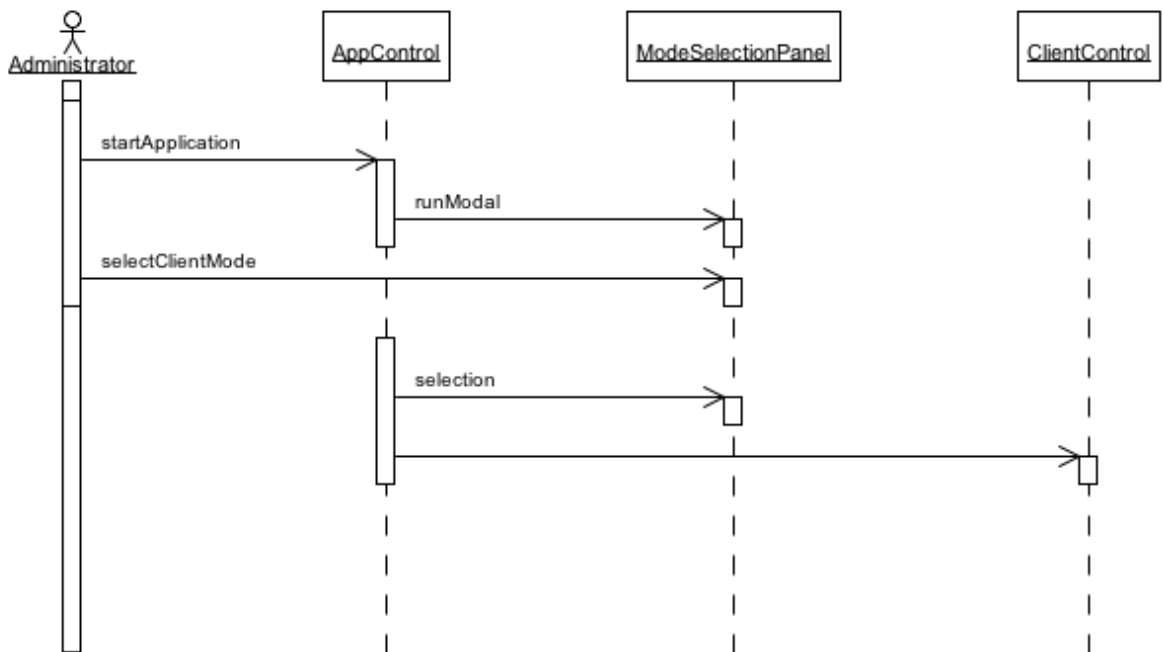 Administrator
AppControl
ModeSelectionPanel
ClientControl
startApplication
runModal
selectClientMode
selection